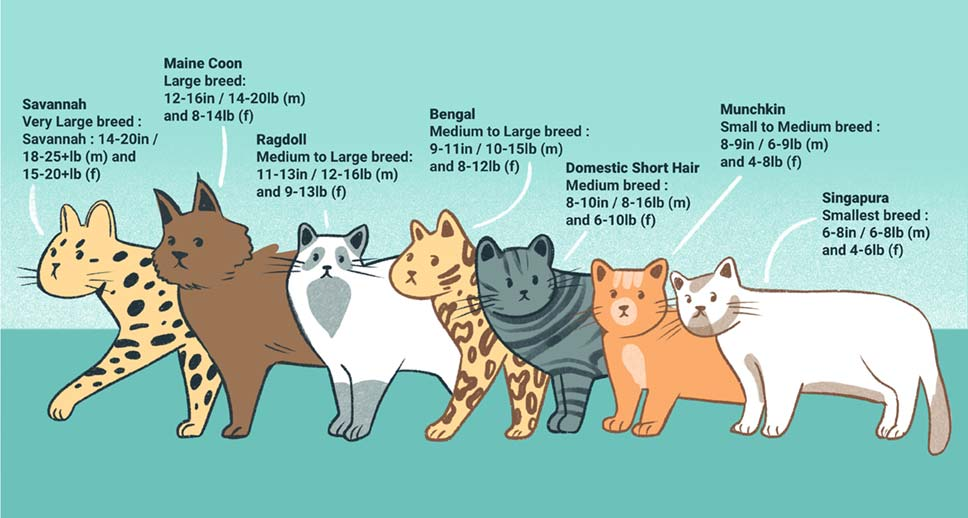 Savannah
Very Large breed :
Savannah : 14-20in /
18-25+lb (m) and
15-20+lb (f)
Maine Coon
Large breed:
12-16in / 14-20lb (m)
and 8-14lb (f)
Ragdoll
Medium to Large breed:
11-13in / 12-16lb (m)
and 9-13lb (f)
Bengal
Medium to Large breed :
9-11in / 10-15lb (m)
and 8-12lb (f)
Domestic Short Hair
Medium breed :
8-10in / 8-16lb (m)
and 6-10lb (f)
Munchkin
Small to Medium breed :
8-9in / 6-9lb (m)
and 4-8lb (f)
Singapura
Smallest breed :
6-8in / 6-8lb (m)
and 4-6lb (f)